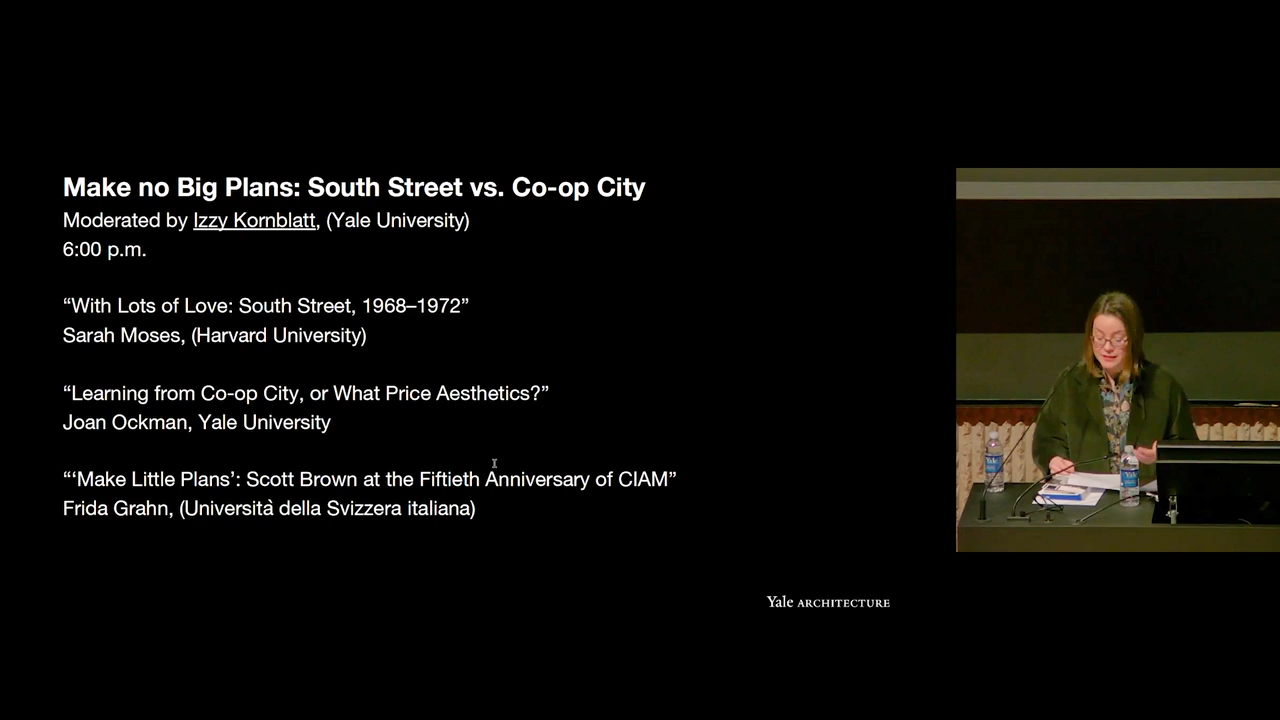 Make no Big Plans: South Street vs. Co-op City
Moderated by Izzy Kornblatt, (Yale University)
6:00 p.m.
“With Lots of Love: South Street, 1968–1972”
Sarah Moses, (Harvard University)
“Learning from Co-op City, or What Price Aesthetics?”
Joan Ockman, Yale University
“‘Make Little Plans’: Scott Brown at the Fiftieth Anniversary of CIAM”
Frida Grahn, (Università della Svizzera italiana)
Yale ARCHITECTURE
Yale
Yale